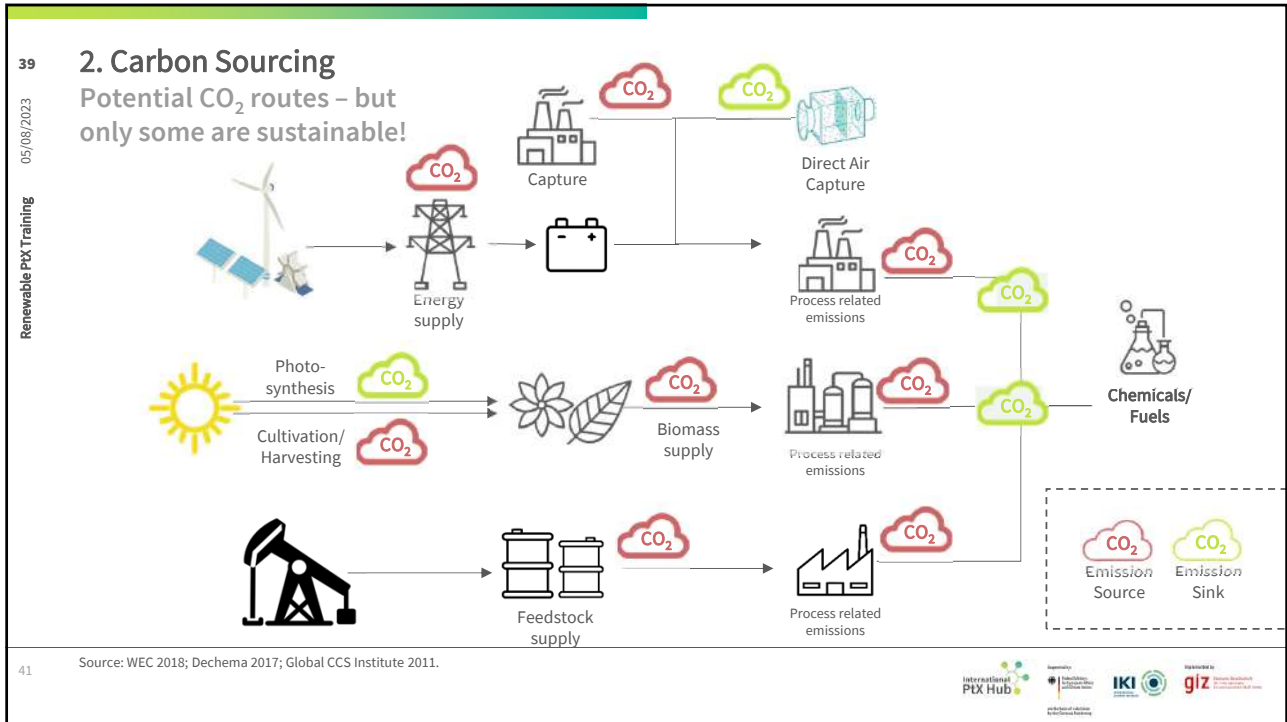 39
05/08/2023
Renewable PtX Training
2. Carbon Sourcing
Potential CO₂ routes – but
only some are sustainable!
CO₂
CO₂
Capture
Direct Air
Capture
CO₂
Energy
supply
CO₂
Process related
emissions
CO₂
Photo-
synthesis
CO₂
Cultivation/
Harvesting
CO₂
CO₂
Biomass
supply
CO₂
Process related
emissions
CO₂
Chemicals/
Fuels
CO₂
Feedstock
supply
CO₂
Process related
emissions
CO₂
Emission
Source
CO₂
Emission
Sink
41
Source: WEC 2018; Dechema 2017; Global CCS Institute 2011.
International
PtX Hub
Supported by:
IKI
Implemented by
giz